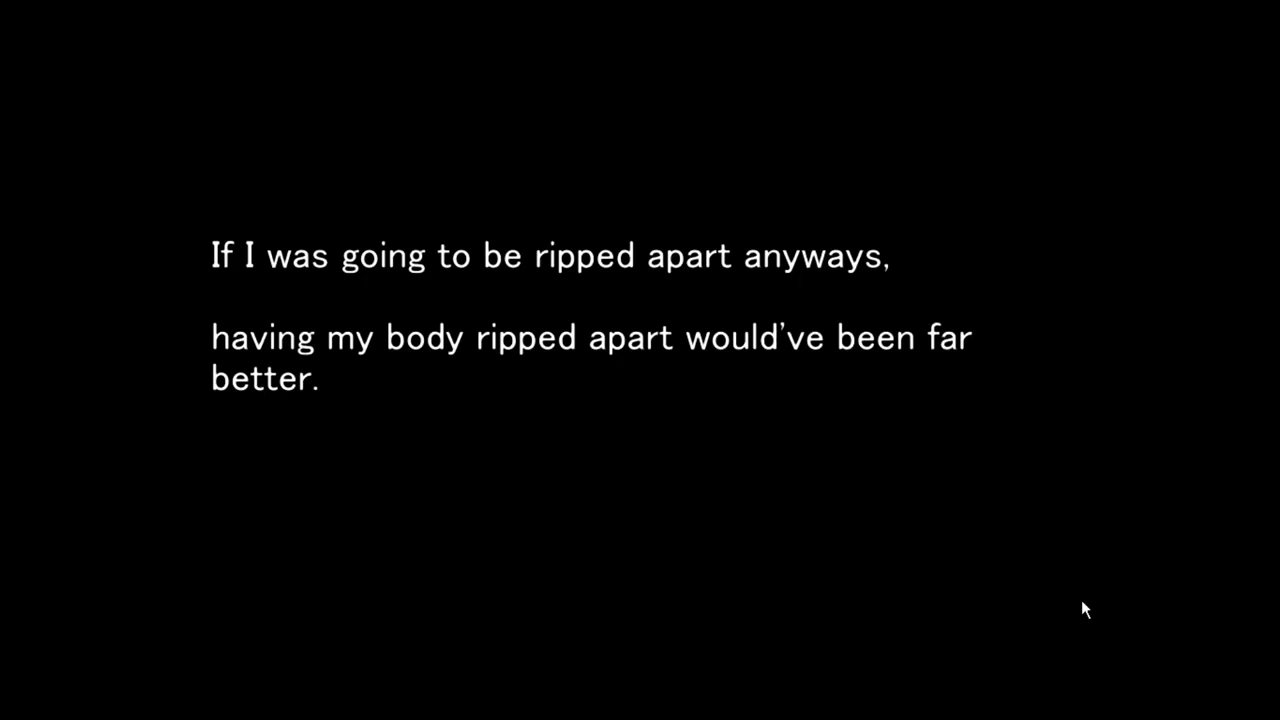 If I was going to be ripped apart anyways,
having my body ripped apart would've been far
better.